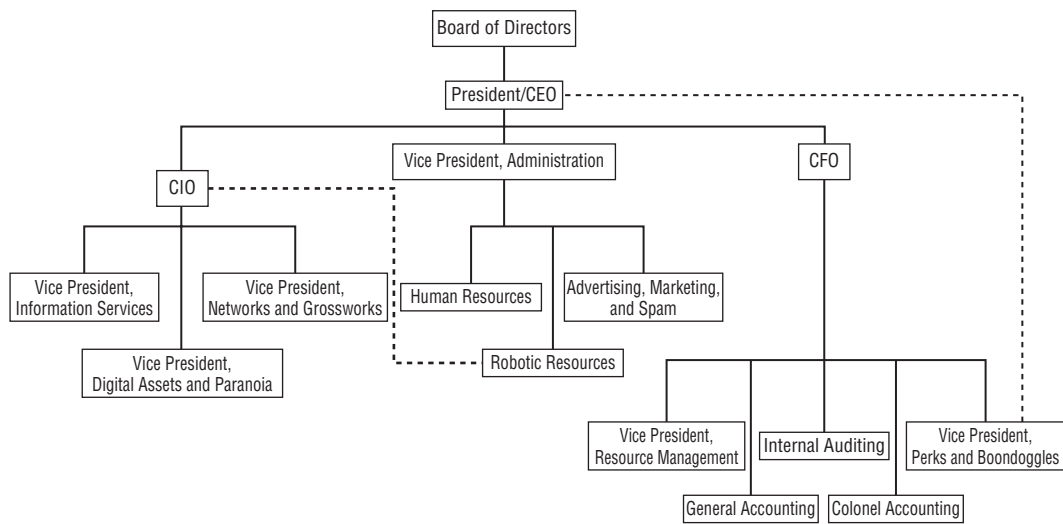 Board of Directors
President/CEO
Vice President, Administration
CFO
CIO
Vice President,
Information Services
Vice President,
Networks and Grossworks
Human Resources
Advertising, Marketing,
and Spam
Vice President,
Digital Assets and Paranoia
Robotic Resources
Vice President,
Resource Management
Internal Auditing
Vice President,
Perks and Boondoggles
General Accounting
Colonel Accounting